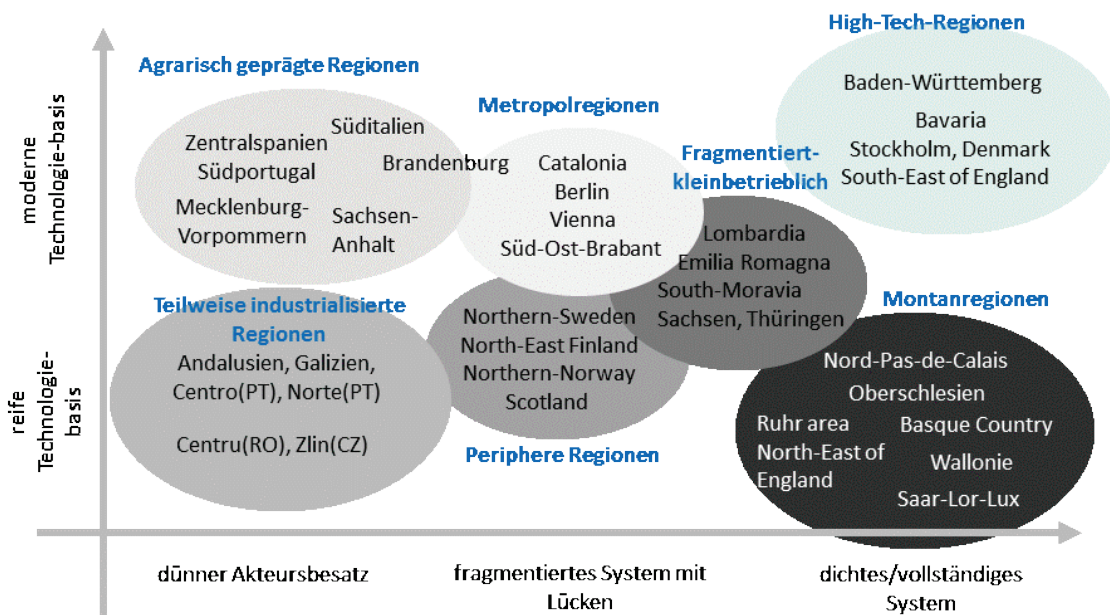 High-Tech-Regionen
Agrarisch geprägte Regionen
Baden-Württemberg
Metropolregionen
Süditalien
Bavaria
Zentralspanien
Stockholm, Denmark
Südportugal
Brandenburg
Catalonia
Fragmentiert-
kleinbetrieblich
South-East of England
Berlin
Mecklenburg-
Vorpommern
Sachsen-
Anhalt
Vienna
Süd-Ost-Brabant
Lombardia
Emilia Romagna
South-Moravia
Sachsen, Thüringen
Teilweise industrialisierte
Regionen
Montanregionen
Andalusien, Galizien,
Centro(PT), Norte(PT)
Centru(RO), Zlin(CZ)
Northern-Sweden
North-East Finland
Northern-Norway
Scotland
Periphere Regionen
Nord-Pas-de-Calais
Oberschlesien
Ruhr area
Basque Country
North-East of
England
Wallonie
Saar-Lor-Lux
moderne
Technologie-basis
reife
Technologie-
basis
dünner Akteursbesatz
fragmentiertes System mit
Lücken
dichtes/vollständiges
System